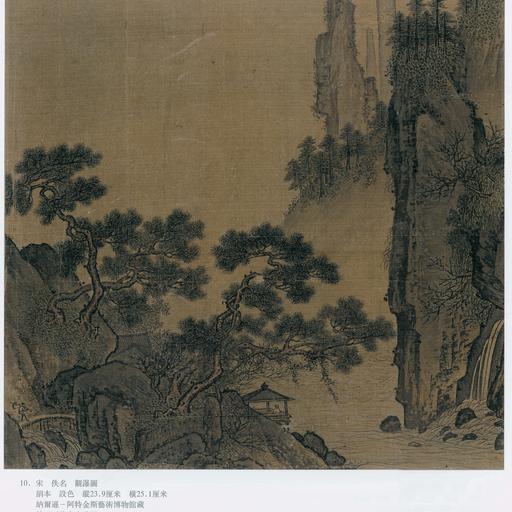 10. 宋 佚名 觀瀑圖
絹本 設色 縱23.9厘米 橫25.1厘米
納爾遜－阿特金斯藝術博物館藏